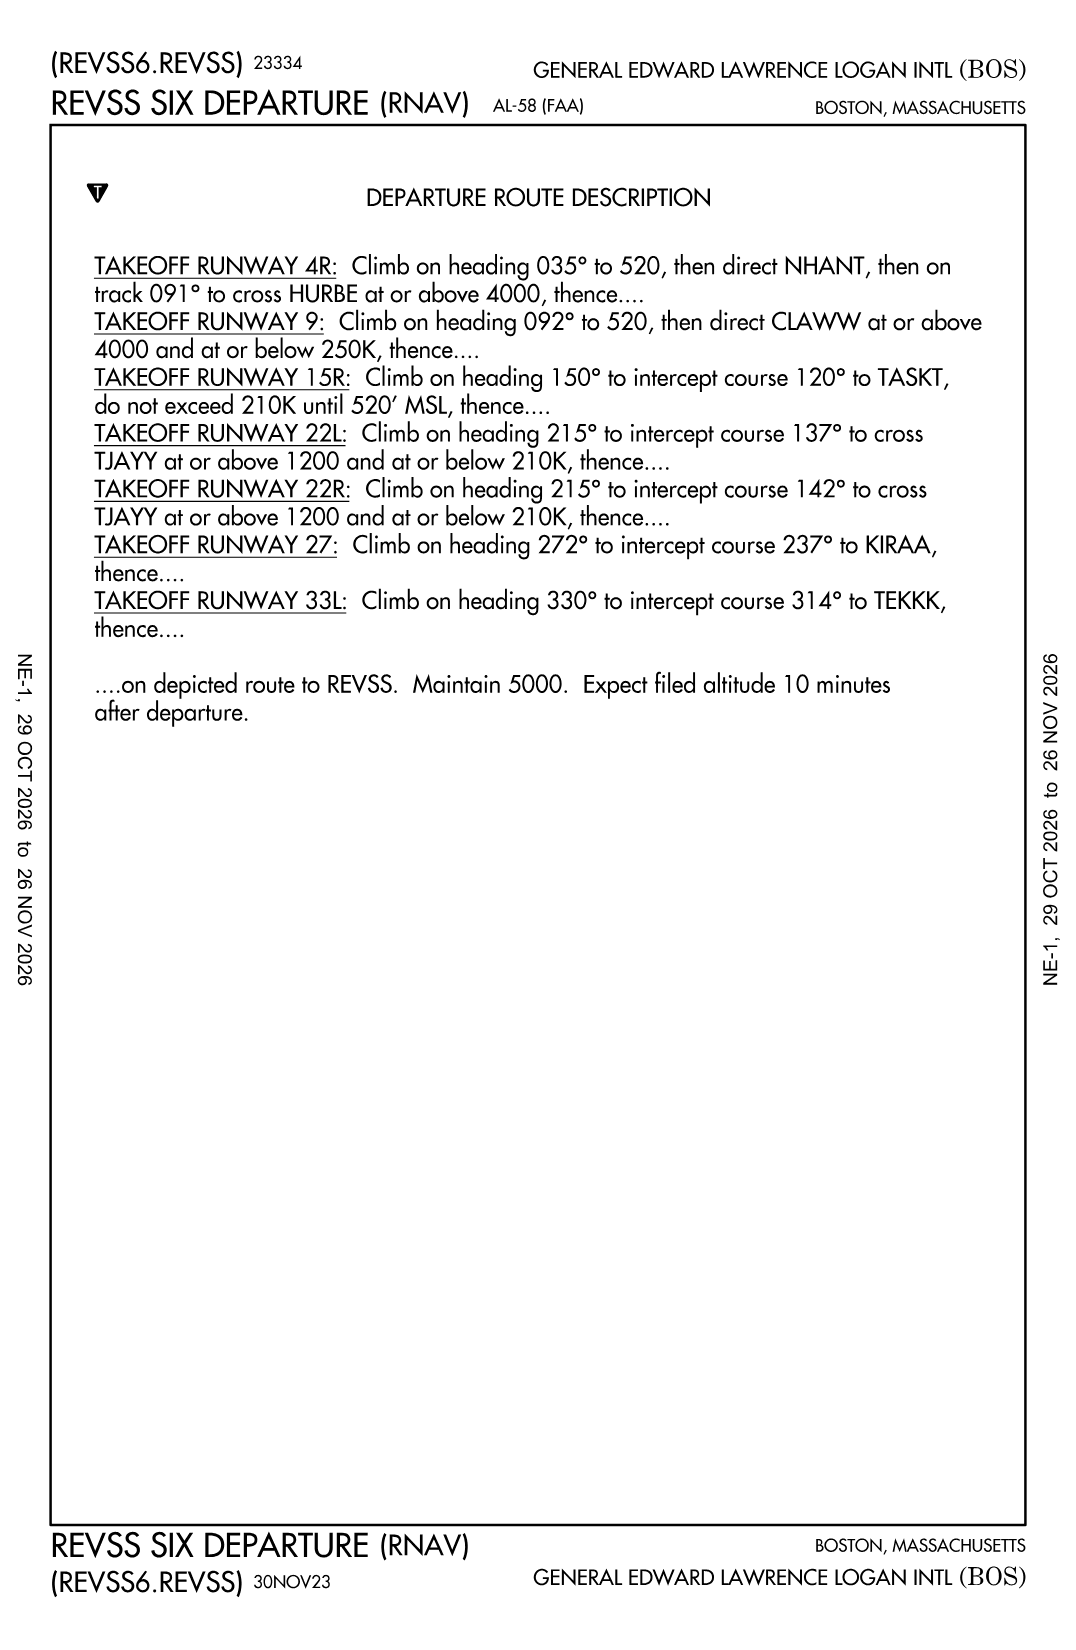 (REVSS6.REVSS) 23334
GENERAL EDWARD LAWRENCE LOGAN INTL (BOS)
REVSS SIX DEPARTURE (RNAV) AL-58 (FAA)
BOSTON, MASSACHUSETTS
T
DEPARTURE ROUTE DESCRIPTION
TAKEOFF RUNWAY 4R: Climb on heading 035° to 520, then direct NHANT, then on
track 091° to cross HURBE at or above 4000, thence....
TAKEOFF RUNWAY 9: Climb on heading 092° to 520, then direct CLAWW at or above
4000 and at or below 250K, thence....
TAKEOFF RUNWAY 15R: Climb on heading 150° to intercept course 120° to TASKT,
do not exceed 210K until 520’ MSL, thence....
TAKEOFF RUNWAY 22L: Climb on heading 215° to intercept course 137° to cross
TJAYY at or above 1200 and at or below 210K, thence....
TAKEOFF RUNWAY 22R: Climb on heading 215° to intercept course 142° to cross
TJAYY at or above 1200 and at or below 210K, thence....
TAKEOFF RUNWAY 27: Climb on heading 272° to intercept course 237° to KIRAA,
thence....
TAKEOFF RUNWAY 33L: Climb on heading 330° to intercept course 314° to TEKKK,
thence....
....on depicted route to REVSS. Maintain 5000. Expect filed altitude 10 minutes
after departure.
NE-1, 29 OCT 2026 to 26 NOV 2026
NE-1, 29 OCT 2026 to 26 NOV 2026
REVSS SIX DEPARTURE (RNAV)
BOSTON, MASSACHUSETTS
(REVSS6.REVSS) 30NOV23
GENERAL EDWARD LAWRENCE LOGAN INTL (BOS)